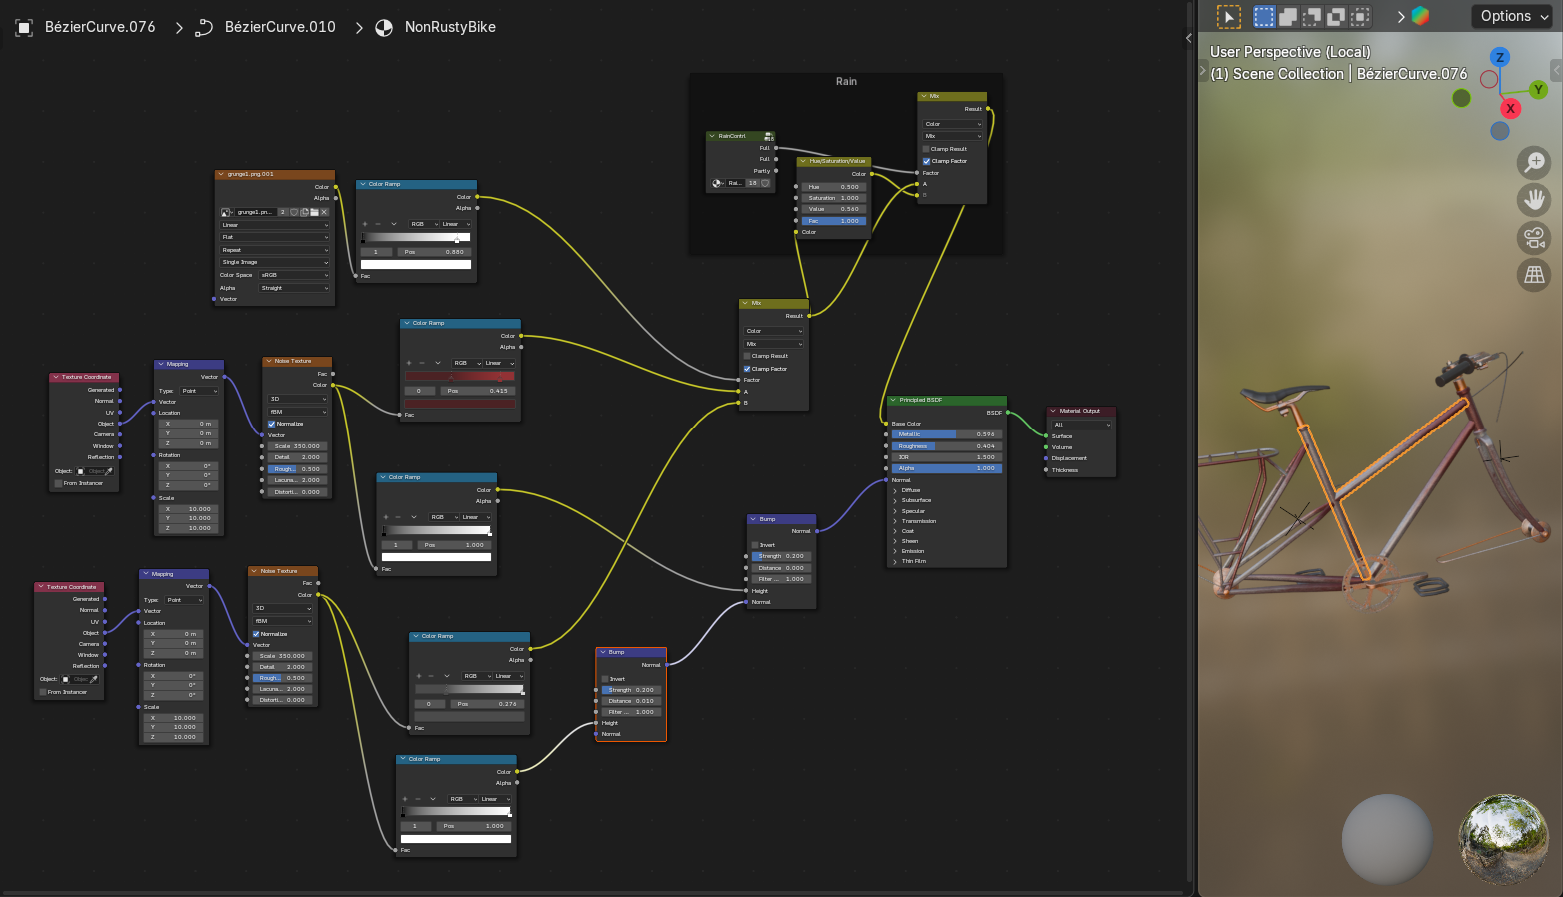 BézierCurve.076
BézierCurve.010
NonRustyBike
Options
User Perspective (Local)
(1) Scene Collection | BézierCurve.076
Z
Y
X
Rain
Mix
Result
Color
Mix
Clamp Result
Clamp Factor
Factor
A
B
RainContrl
Full
Full
Partly
Rai...
18
Hue/Saturation/Value
Color
Hue 0.500
Saturation 1.000
Value 0.560
Fac 1.000
Color
grunge1.png.001
Color
Alpha
grunge1.pn...
2
Linear
Flat
Repeat
Single Image
Color Space sRGB
Alpha Straight
Vector
Color Ramp
Color
Alpha
RGB
Linear
1
Pos 0.880
Fac
Color Ramp
Color
Alpha
RGB
Linear
0
Pos 0.415
Fac
Mix
Result
Color
Mix
Clamp Result
Clamp Factor
Factor
A
B
Texture Coordinate
Generated
Normal
UV
Object
Camera
Window
Reflection
Object:
Object
From Instancer
Mapping
Vector
Type: Point
Vector
Location
X 0 m
Y 0 m
Z 0 m
Rotation
X 0°
Y 0°
Z 0°
Scale
X 10.000
Y 10.000
Z 10.000
Noise Texture
Fac
Color
3D
fBM
Normalize
Vector
Scale 350.000
Detail 2.000
Rough... 0.500
Lacuna... 2.000
Distorti... 0.000
Color Ramp
Color
Alpha
RGB
Linear
1
Pos 1.000
Fac
Principled BSDF
BSDF
Base Color
Metallic 0.596
Roughness 0.404
IOR 1.500
Alpha 1.000
Normal
Diffuse
Subsurface
Specular
Transmission
Coat
Sheen
Emission
Thin Film
Material Output
All
Surface
Volume
Displacement
Thickness
Bump
Normal
Invert
Strength 0.200
Distance 0.000
Filter ... 1.000
Height
Normal
Texture Coordinate
Generated
Normal
UV
Object
Camera
Window
Reflection
Object:
Objec
From Instancer
Mapping
Vector
Type: Point
Vector
Location
X 0 m
Y 0 m
Z 0 m
Rotation
X 0°
Y 0°
Z 0°
Scale
X 10.000
Y 10.000
Z 10.000
Noise Texture
Fac
Color
3D
fBM
Normalize
Vector
Scale 350.000
Detail 2.000
Rough... 0.500
Lacuna... 2.000
Distorti... 0.000
Color Ramp
Color
Alpha
RGB
Linear
0
Pos 0.276
Fac
Bump
Normal
Invert
Strength 0.200
Distance 0.010
Filter ... 1.000
Height
Normal
Color Ramp
Color
Alpha
RGB
Linear
1
Pos 1.000
Fac